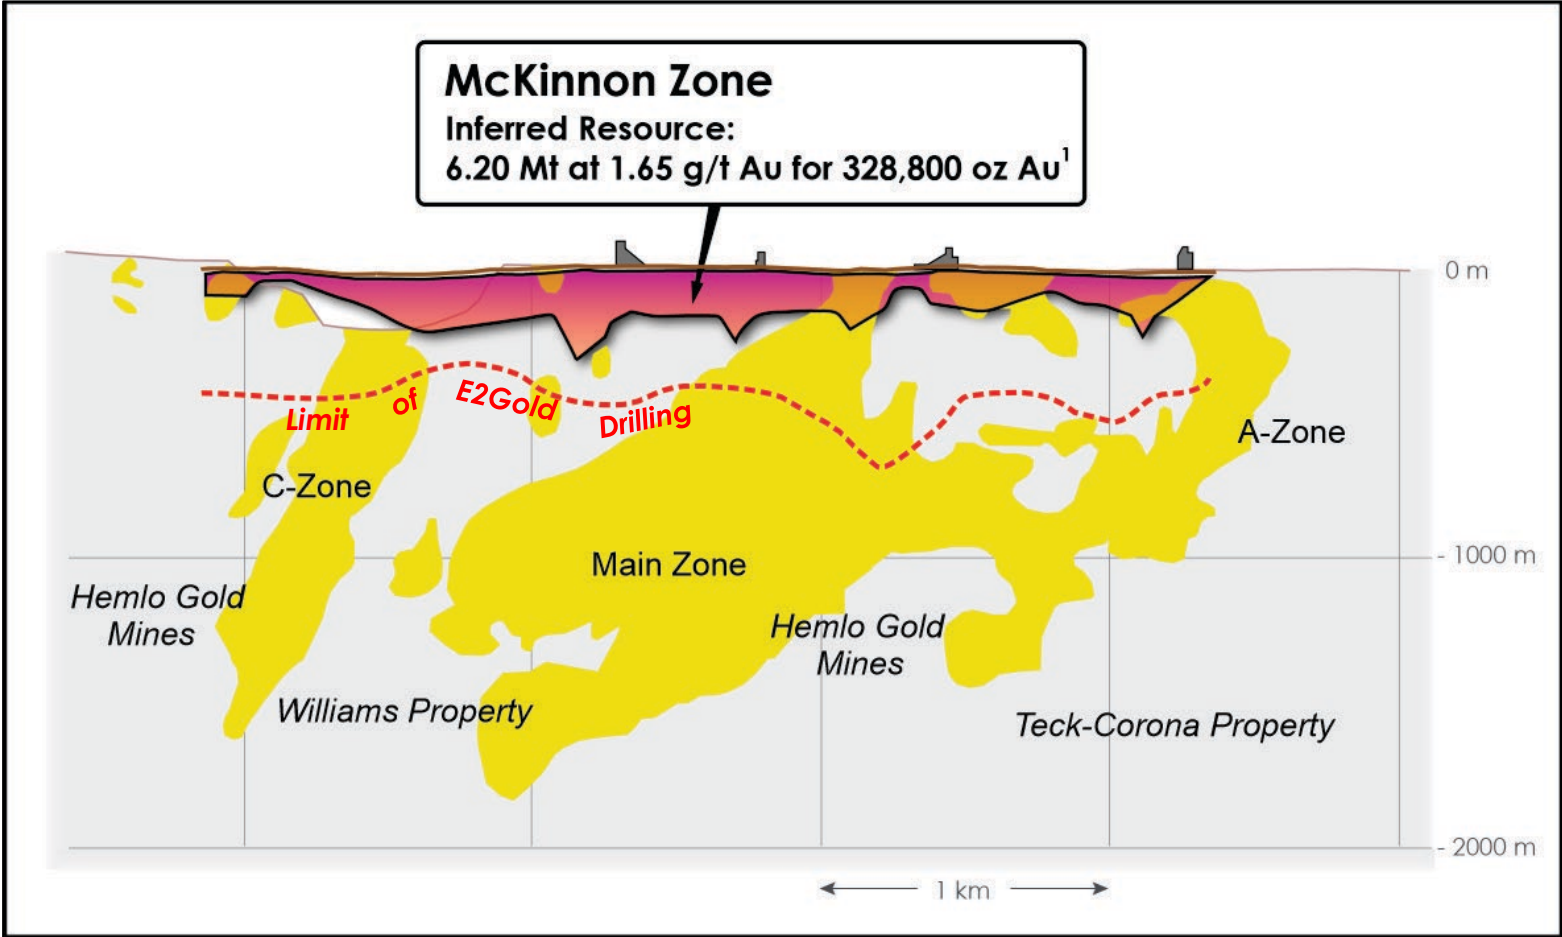 McKinnon Zone
Inferred Resource:
6.20 Mt at 1.65 g/t Au for 328,800 oz Au¹
0 m
Limit of E2Gold Drilling
A-Zone
C-Zone
Main Zone
- 1000 m
Hemlo Gold
Mines
Hemlo Gold
Mines
Williams Property
Teck-Corona Property
- 2000 m
1 km